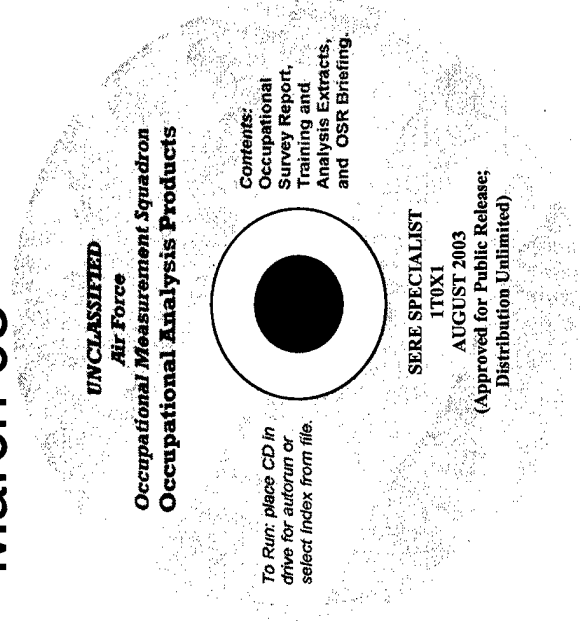 UNCLASSIFIED
Air Force
Occupational Measurement Squadron
Occupational Analysis Products
To Run: place CD in
drive for autorun or
select Index from file.
Contents:
Occupational
Survey Report,
Training and
Analysis Extracts,
and OSR Briefing.
SERE SPECIALIST
1T0X1
AUGUST 2003
(Approved for Public Release;
Distribution Unlimited)